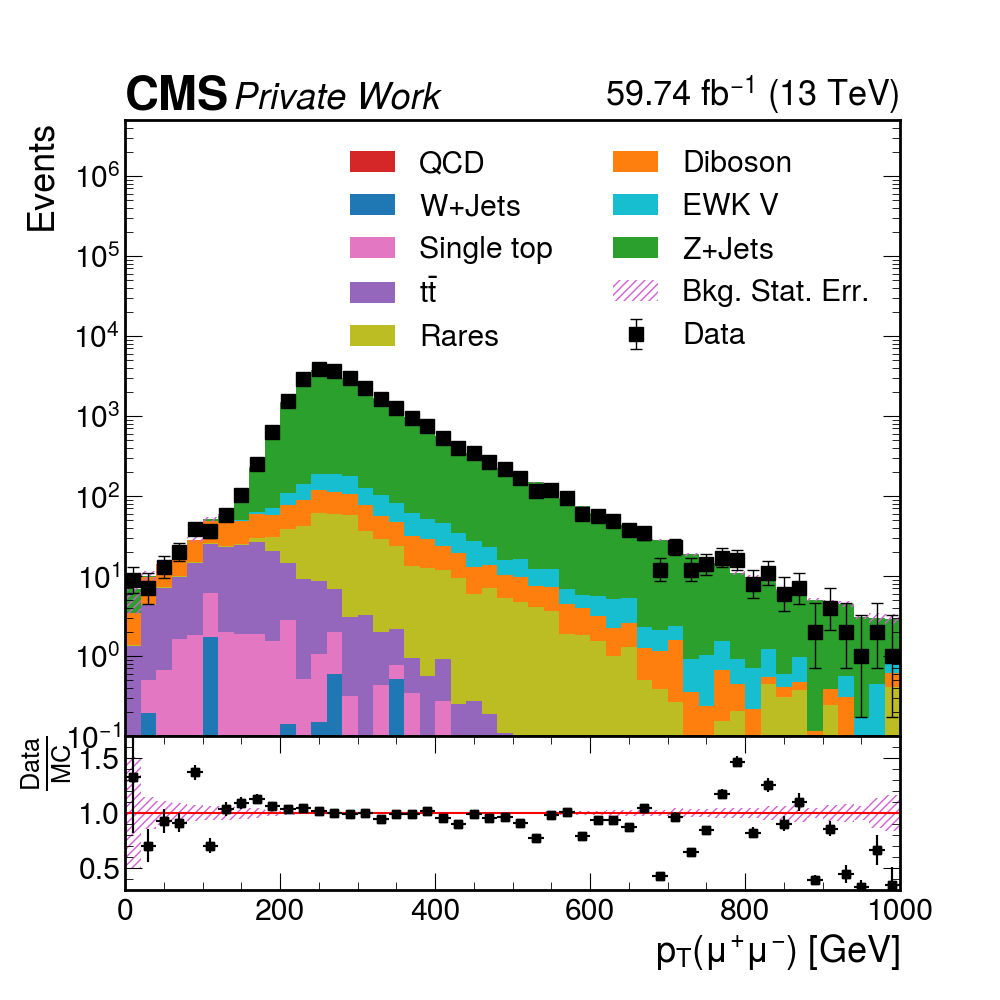 CMS Private Work 59.74 fb⁻¹ (13 TeV)
Events
QCD
W+Jets
Single top
tt̄
Rares
Diboson
EWK V
Z+Jets
Bkg. Stat. Err.
Data
10⁶
10⁵
10⁴
10³
10²
10¹
10⁰
10⁻¹
Data
MC
1.5
1.0
0.5
0 200 400 600 800 1000
p_T(μ⁺μ⁻) [GeV]